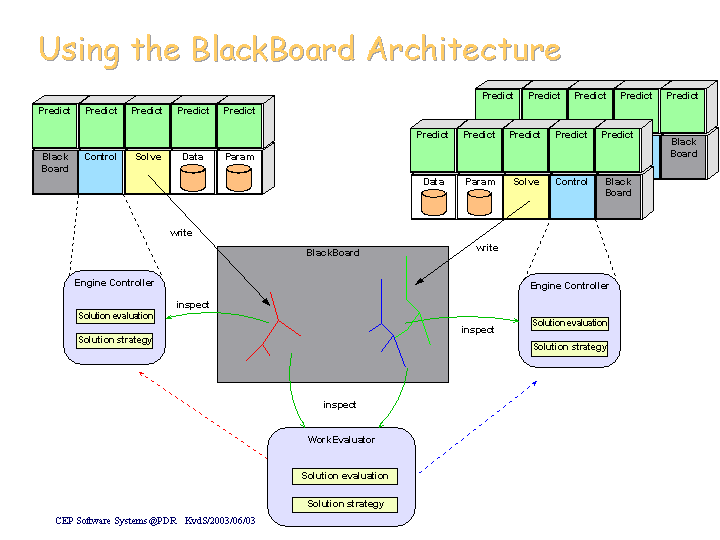 Using the BlackBoard Architecture
Predict Predict Predict Predict Predict
Black Board Control Solve Data Param
Predict Predict Predict Predict Predict
Black Board
Predict Predict Predict Predict Predict
Data Param Solve Control Black Board
write
write
BlackBoard
Engine Controller
Solution evaluation
Solution strategy
inspect
Engine Controller
Solution evaluation
Solution strategy
inspect
inspect
WorkEvaluator
Solution evaluation
Solution strategy
CEP Software Systems @PDR KvdS/2003/06/03